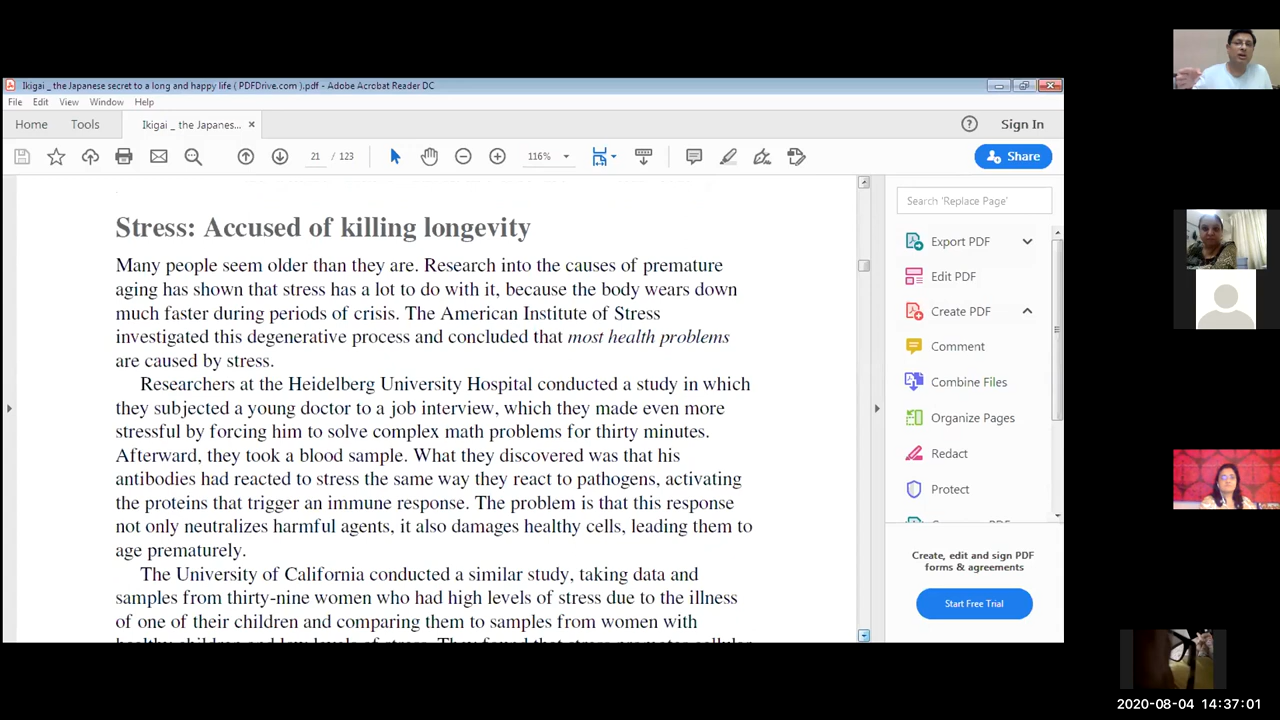 Ikigai _ the Japanese secret to a long and happy life ( PDFDrive.com ).pdf - Adobe Acrobat Reader DC
File Edit View Window Help
Home Tools Ikigai _ the Japanes... × Sign In
21 / 123 116% Share
Stress: Accused of killing longevity
Many people seem older than they are. Research into the causes of premature
aging has shown that stress has a lot to do with it, because the body wears down
much faster during periods of crisis. The American Institute of Stress
investigated this degenerative process and concluded that most health problems
are caused by stress.
Researchers at the Heidelberg University Hospital conducted a study in which
they subjected a young doctor to a job interview, which they made even more
stressful by forcing him to solve complex math problems for thirty minutes.
Afterward, they took a blood sample. What they discovered was that his
antibodies had reacted to stress the same way they react to pathogens, activating
the proteins that trigger an immune response. The problem is that this response
not only neutralizes harmful agents, it also damages healthy cells, leading them to
age prematurely.
The University of California conducted a similar study, taking data and
samples from thirty-nine women who had high levels of stress due to the illness
of one of their children and comparing them to samples from women with
Search 'Replace Page'
Export PDF
Edit PDF
Create PDF
Comment
Combine Files
Organize Pages
Redact
Protect
Create, edit and sign PDF
forms & agreements
Start Free Trial
2020-08-04 14:37:01